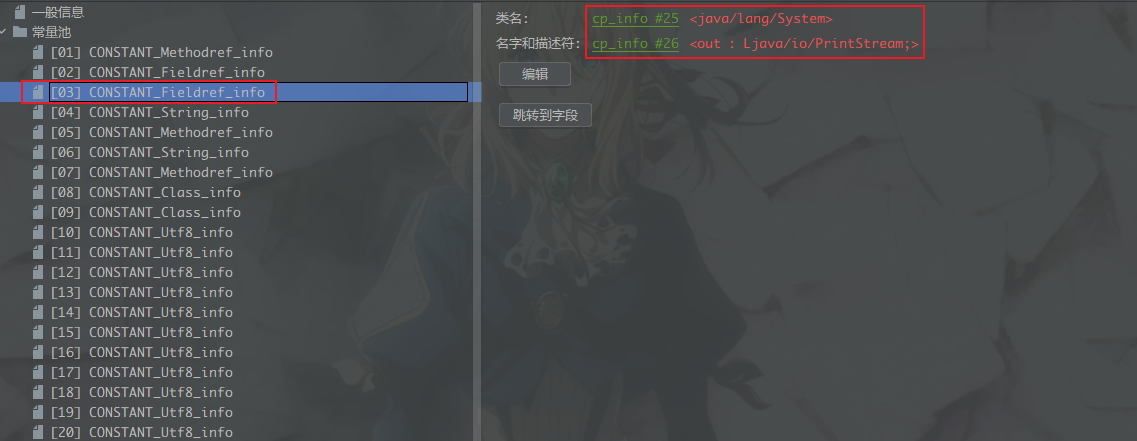 一般信息
常量池
[01] CONSTANT_Methodref_info
[02] CONSTANT_Fieldref_info
[03] CONSTANT_Fieldref_info
[04] CONSTANT_String_info
[05] CONSTANT_Methodref_info
[06] CONSTANT_String_info
[07] CONSTANT_Methodref_info
[08] CONSTANT_Class_info
[09] CONSTANT_Class_info
[10] CONSTANT_Utf8_info
[11] CONSTANT_Utf8_info
[12] CONSTANT_Utf8_info
[13] CONSTANT_Utf8_info
[14] CONSTANT_Utf8_info
[15] CONSTANT_Utf8_info
[16] CONSTANT_Utf8_info
[17] CONSTANT_Utf8_info
[18] CONSTANT_Utf8_info
[19] CONSTANT_Utf8_info
[20] CONSTANT_Utf8_info
类名: cp_info #25 <java/lang/System>
名字和描述符: cp_info #26 <out : Ljava/io/PrintStream;>
编辑
跳转到字段